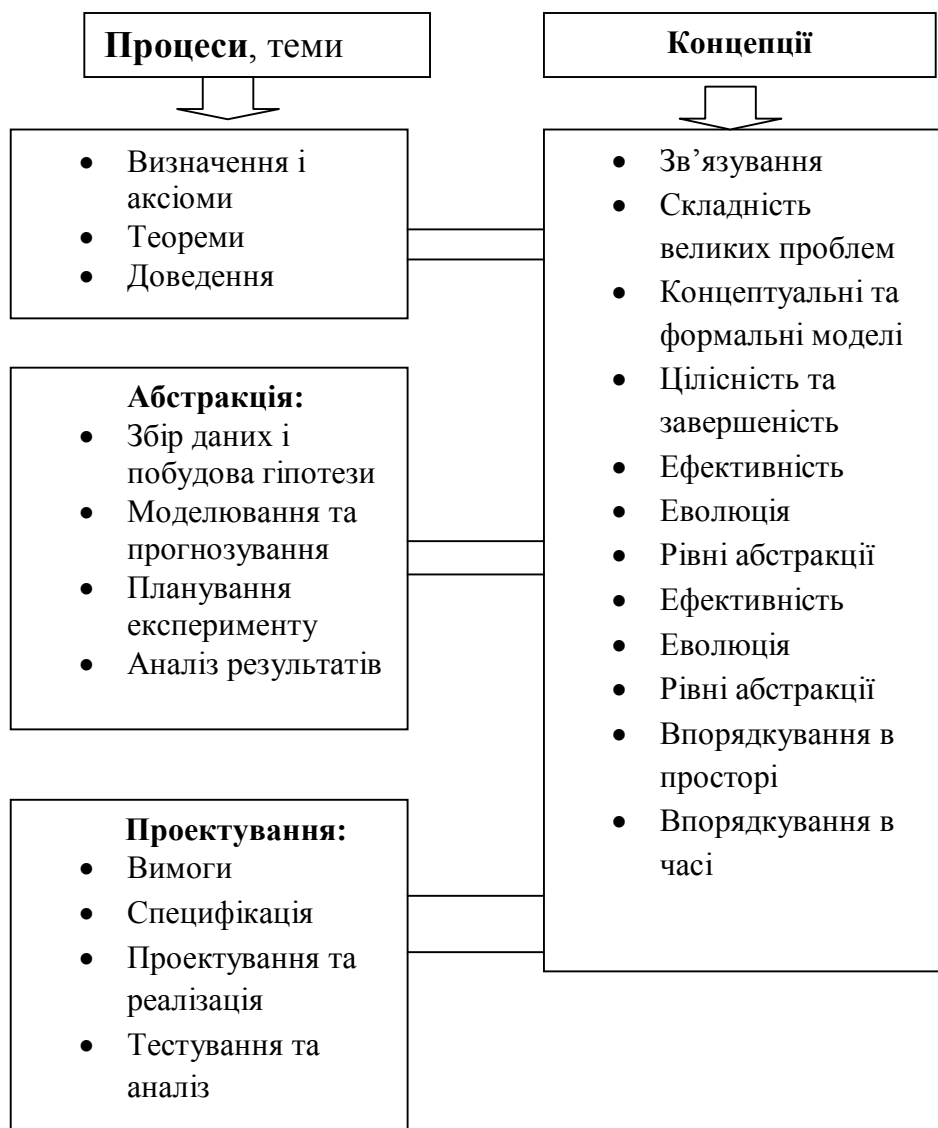 Процеси, теми
Концепції
• Визначення і
аксіоми
• Теореми
• Доведення
Абстракція:
• Збір даних і
побудова гіпотези
• Моделювання та
прогнозування
• Планування
експерименту
• Аналіз результатів
Проектування:
• Вимоги
• Специфікація
• Проектування та
реалізація
• Тестування та
аналіз
• Зв’язування
• Складність
великих проблем
• Концептуальні та
формальні моделі
• Цілісність та
завершеність
• Ефективність
• Еволюція
• Рівні абстракції
• Ефективність
• Еволюція
• Рівні абстракції
• Впорядкування в
просторі
• Впорядкування в
часі